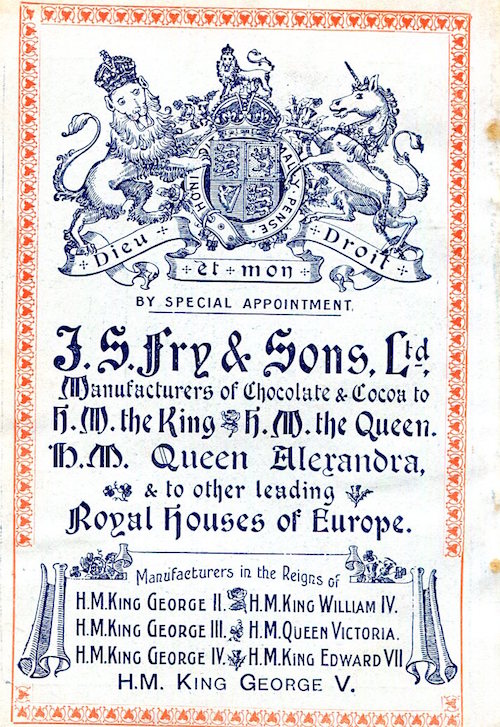 HONI
MAL Y PENSE
Dieu
et mon
Droit
BY SPECIAL APPOINTMENT.
J. S. Fry & Sons, Ltd,
Manufacturers of Chocolate & Cocoa to
H. M. the King H. M. the Queen.
H. M. Queen Alexandra,
& to other leading
Royal Houses of Europe.
Manufacturers in the Reigns of
H.M. KING GEORGE II. H.M. KING WILLIAM IV.
H.M. KING GEORGE III. H.M. QUEEN VICTORIA.
H.M. KING GEORGE IV. H.M. KING EDWARD VII
H.M. KING GEORGE V.